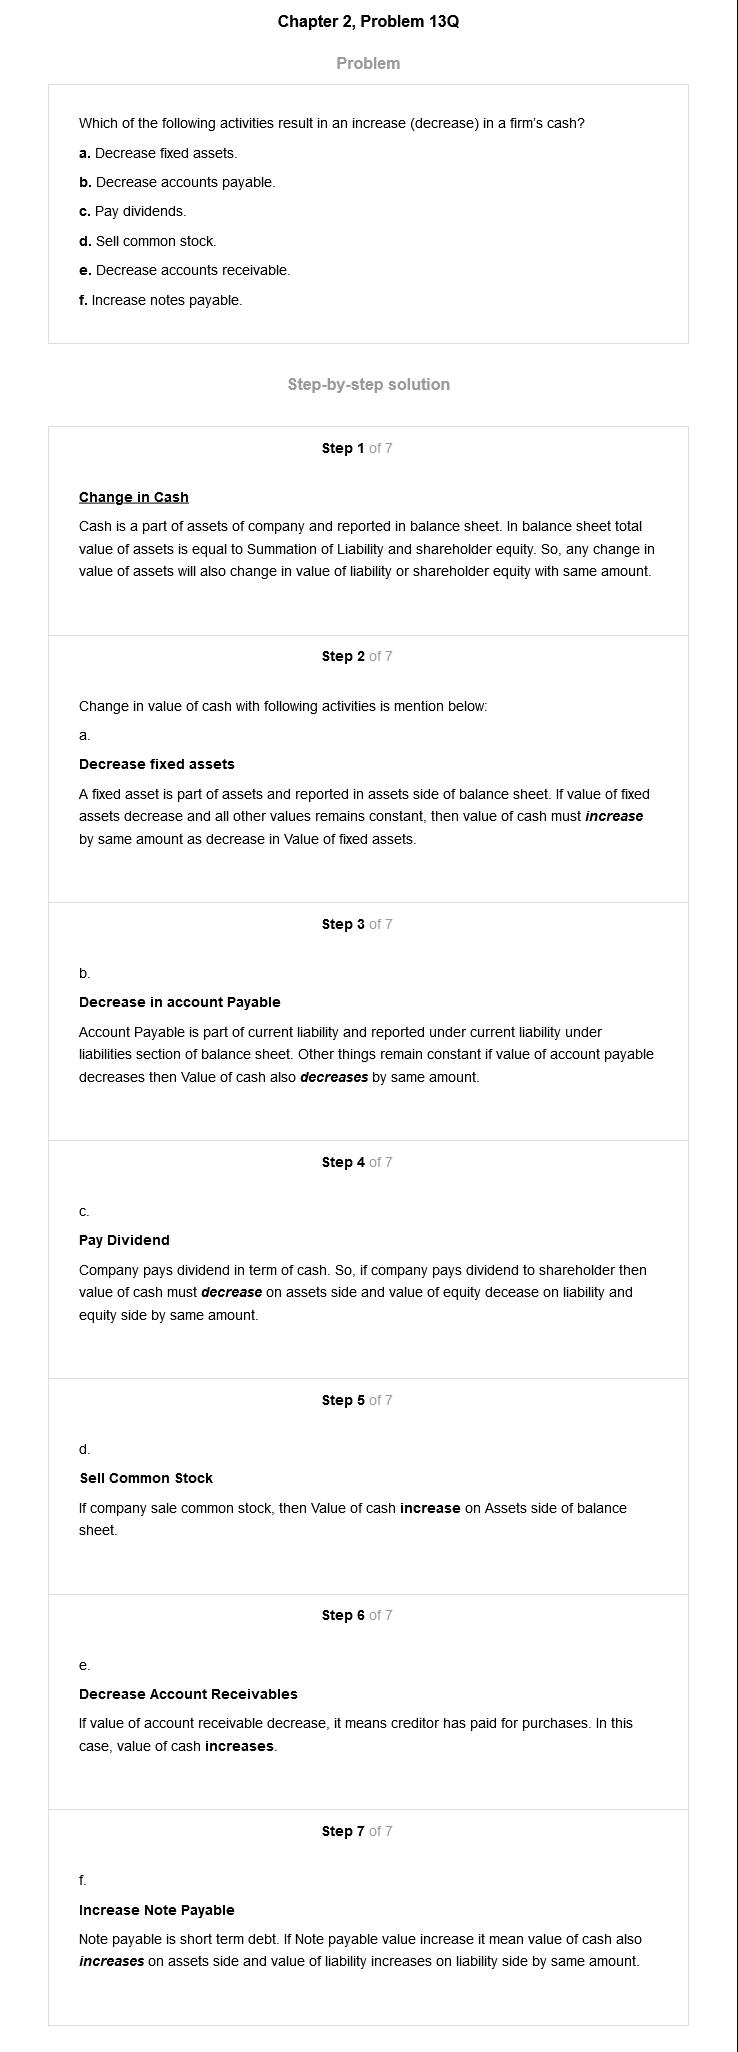 Chapter 2, Problem 13Q
Problem
Which of the following activities result in an increase (decrease) in a firm's cash?
a. Decrease fixed assets.
b. Decrease accounts payable.
c. Pay dividends.
d. Sell common stock.
e. Decrease accounts receivable.
f. Increase notes payable.
Step-by-step solution
Step 1 of 7
Change in Cash
Cash is a part of assets of company and reported in balance sheet. In balance sheet total
value of assets is equal to Summation of Liability and shareholder equity. So, any change in
value of assets will also change in value of liability or shareholder equity with same amount.
Step 2 of 7
Change in value of cash with following activities is mention below:
a.
Decrease fixed assets
A fixed asset is part of assets and reported in assets side of balance sheet. If value of fixed
assets decrease and all other values remains constant, then value of cash must increase
by same amount as decrease in Value of fixed assets.
Step 3 of 7
b.
Decrease in account Payable
Account Payable is part of current liability and reported under current liability under
liabilities section of balance sheet. Other things remain constant if value of account payable
decreases then Value of cash also decreases by same amount.
Step 4 of 7
c.
Pay Dividend
Company pays dividend in term of cash. So, if company pays dividend to shareholder then
value of cash must decrease on assets side and value of equity decease on liability and
equity side by same amount.
Step 5 of 7
d.
Sell Common Stock
If company sale common stock, then Value of cash increase on Assets side of balance
sheet.
Step 6 of 7
e.
Decrease Account Receivables
If value of account receivable decrease, it means creditor has paid for purchases. In this
case, value of cash increases.
Step 7 of 7
f.
Increase Note Payable
Note payable is short term debt. If Note payable value increase it mean value of cash also
increases on assets side and value of liability increases on liability side by same amount.